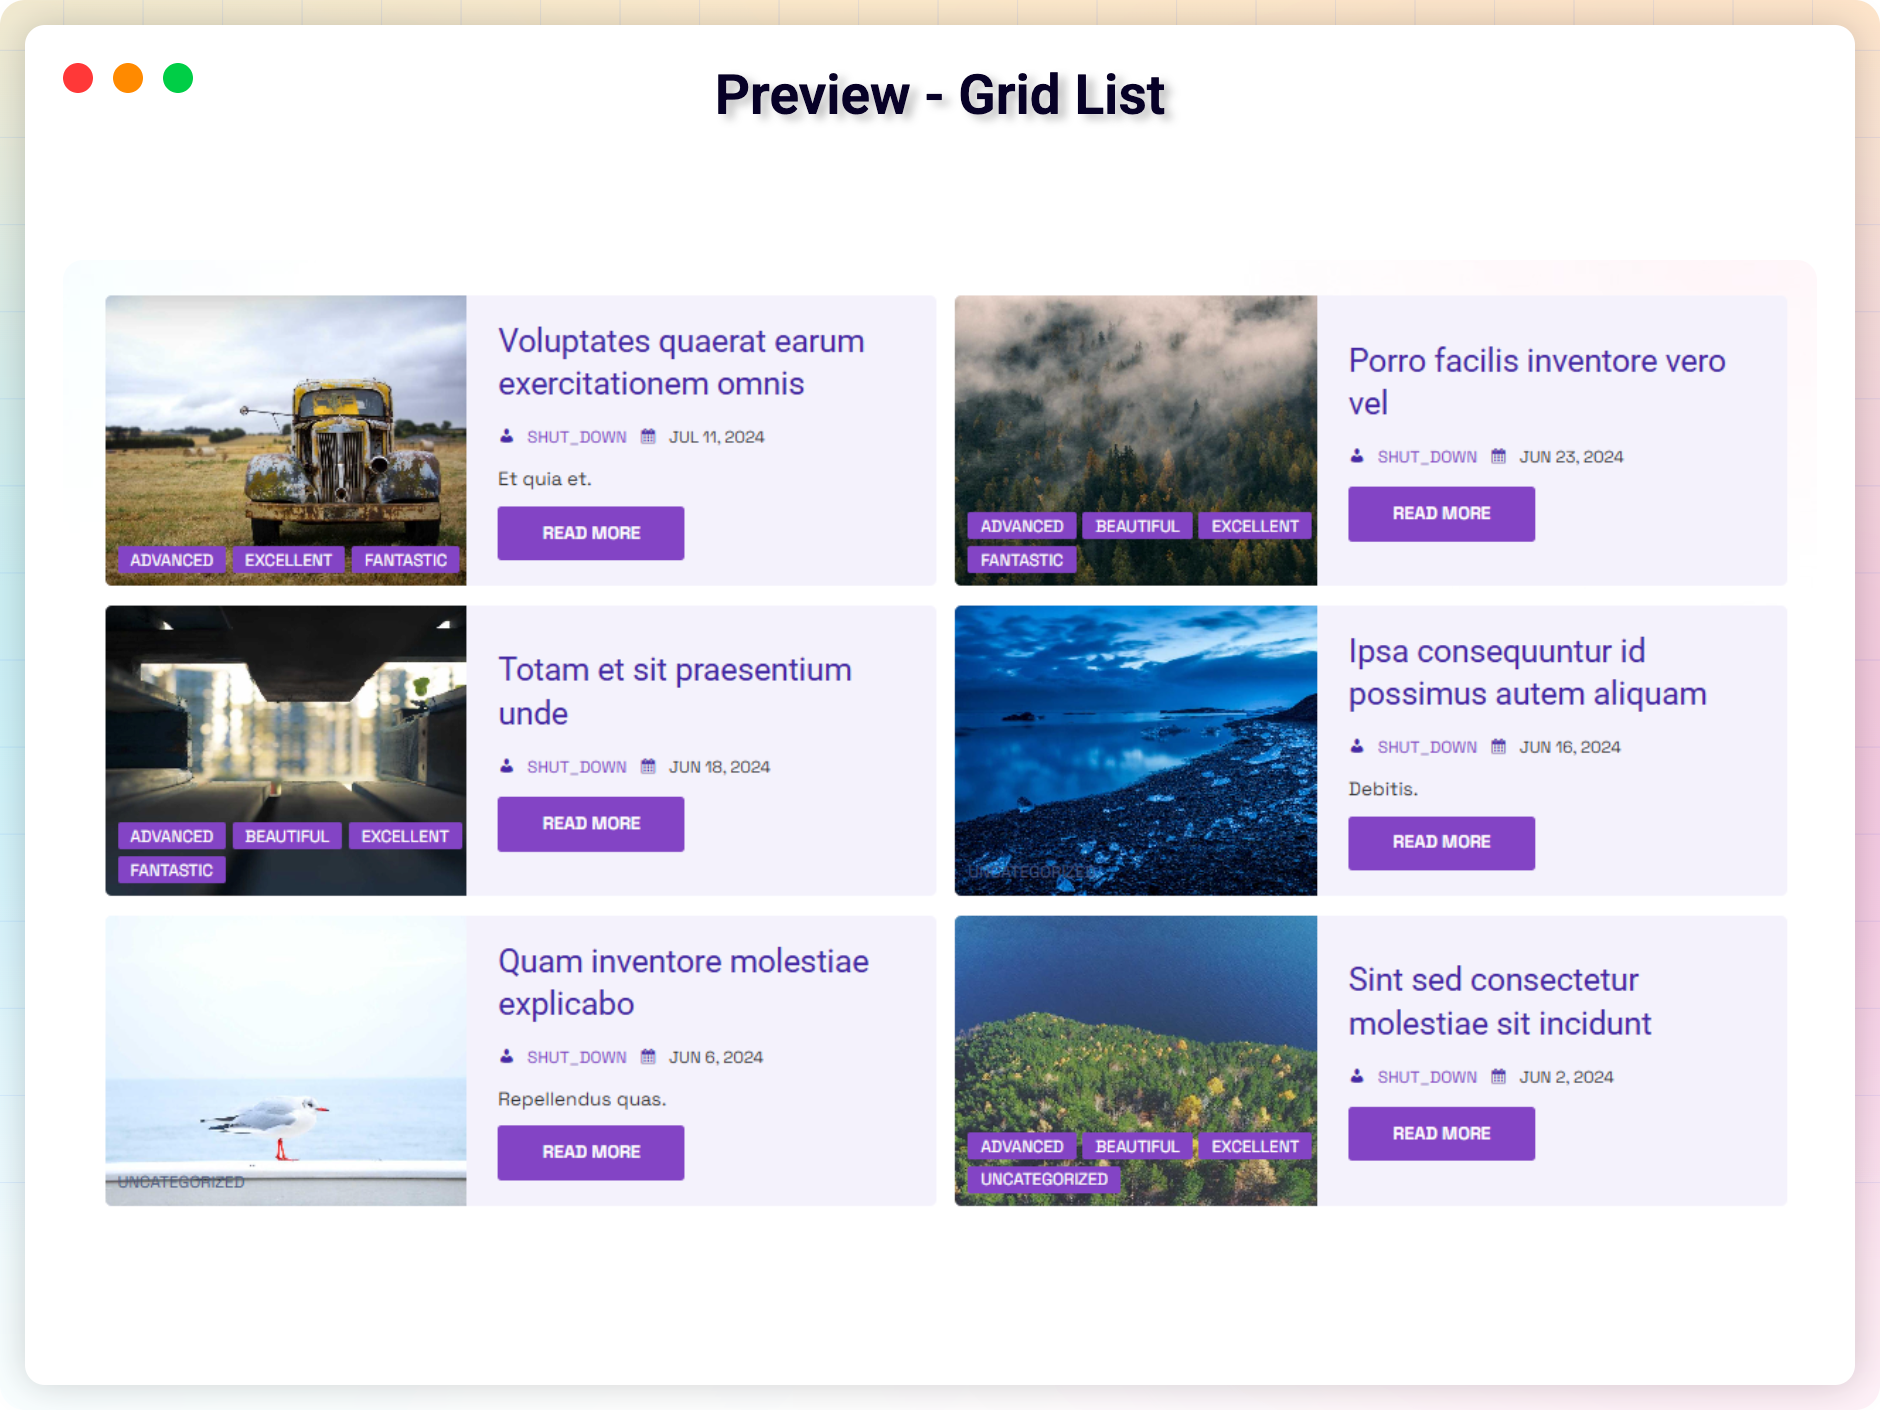 Preview - Grid List
Voluptates quaerat earum
exercitationem omnis
SHUT_DOWN JUL 11, 2024
Et quia et.
READ MORE
ADVANCED EXCELLENT FANTASTIC
Porro facilis inventore vero
vel
SHUT_DOWN JUN 23, 2024
READ MORE
ADVANCED BEAUTIFUL EXCELLENT
FANTASTIC
Totam et sit praesentium
unde
SHUT_DOWN JUN 18, 2024
READ MORE
ADVANCED BEAUTIFUL EXCELLENT
FANTASTIC
Ipsa consequuntur id
possimus autem aliquam
SHUT_DOWN JUN 16, 2024
Debitis.
READ MORE
UNCATEGORIZED
Quam inventore molestiae
explicabo
SHUT_DOWN JUN 6, 2024
Repellendus quas.
READ MORE
UNCATEGORIZED
Sint sed consectetur
molestiae sit incidunt
SHUT_DOWN JUN 2, 2024
READ MORE
ADVANCED BEAUTIFUL EXCELLENT
UNCATEGORIZED